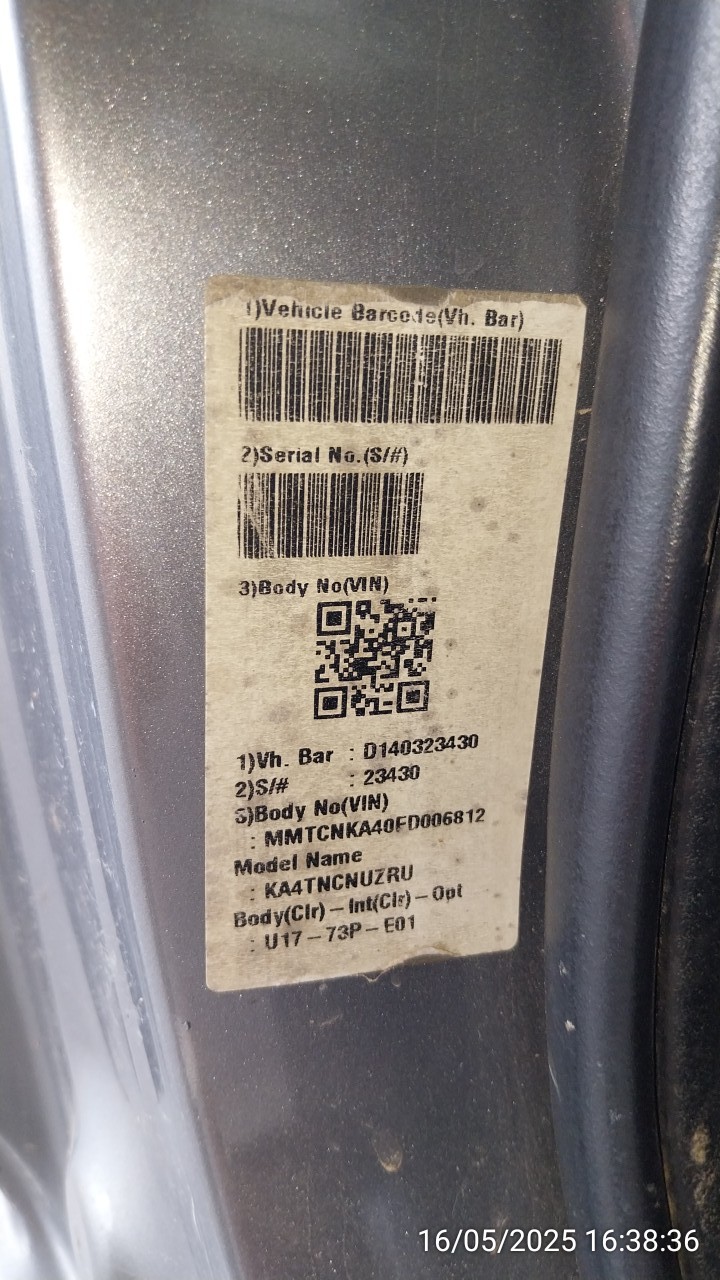 1)Vehicle Barcode(Vh. Bar)
2)Serial No.(S/#)
3)Body No(VIN)
1)Vh. Bar : D140323430
2)S/# : 23430
3)Body No(VIN)
: MMTCNKA40FD006812
Model Name
: KA4TNCNUZRU
Body(Clr)-Int(Clr)-Opt
: U17-73P-E01
16/05/2025 16:38:36